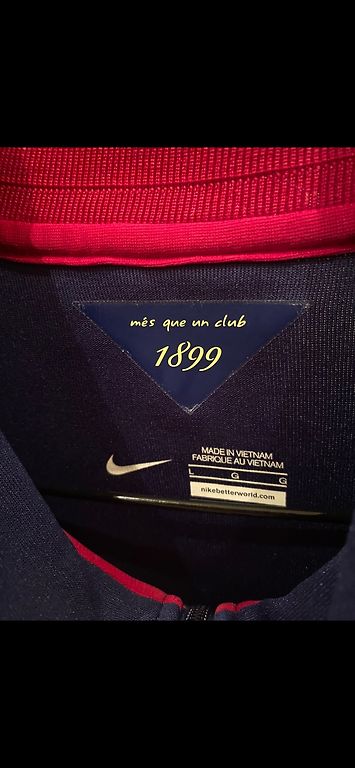 més que un club
1899
MADE IN VIETNAM
FABRIQUE AU VIETNAM
L G G
nikebetterworld.com